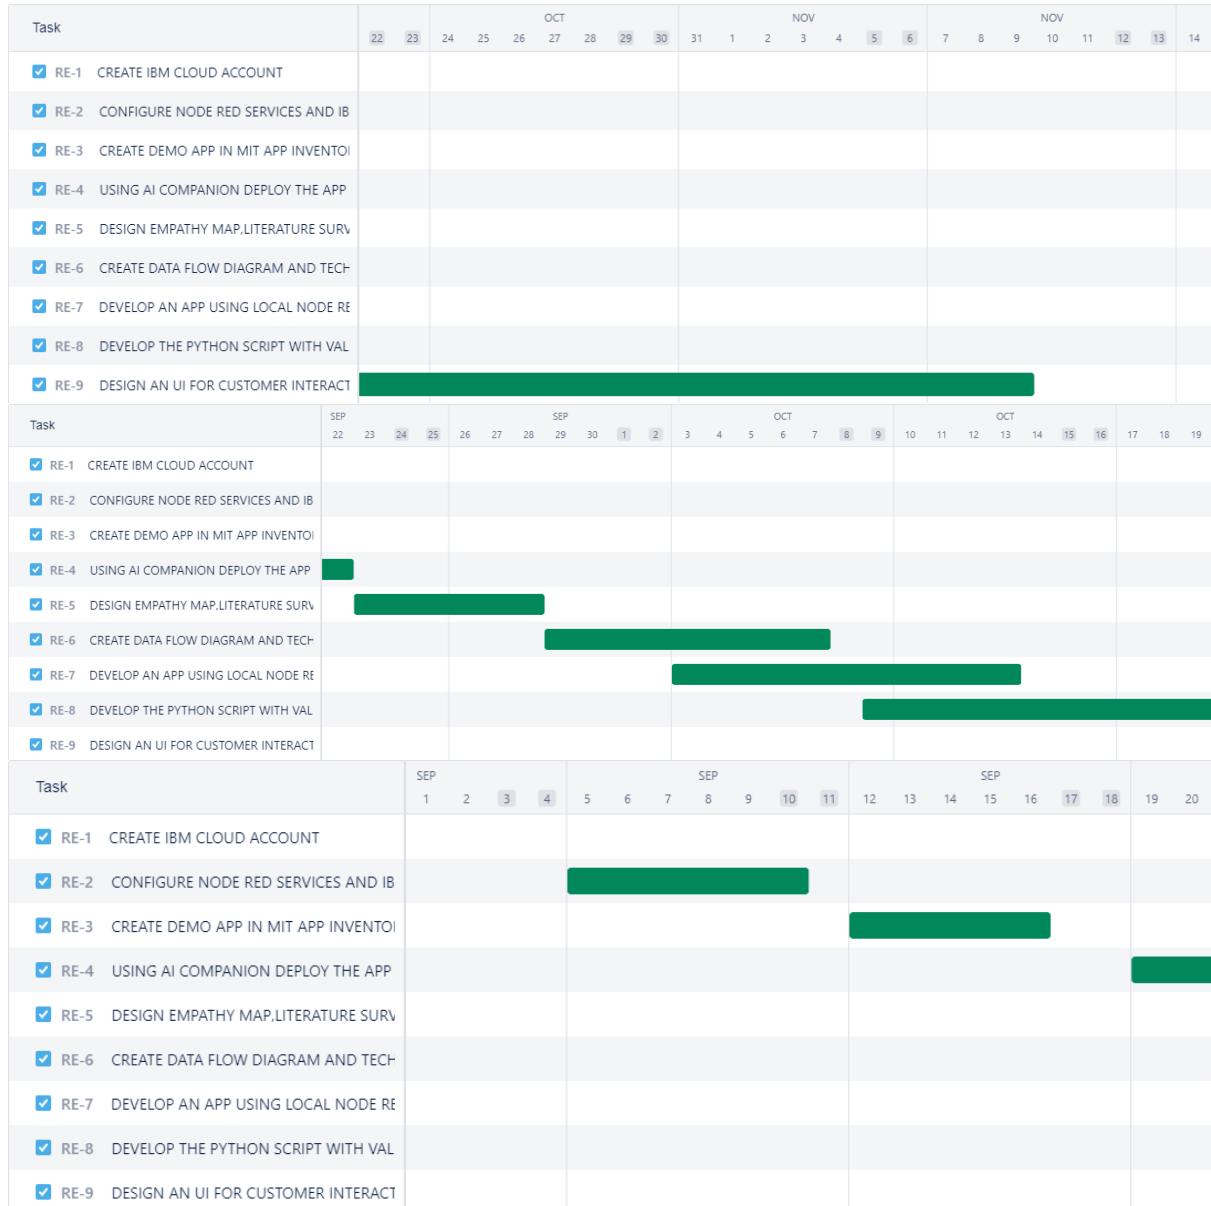 Task
OCT NOV NOV
22 23 24 25 26 27 28 29 30 31 1 2 3 4 5 6 7 8 9 10 11 12 13 14
RE-1 CREATE IBM CLOUD ACCOUNT
RE-2 CONFIGURE NODE RED SERVICES AND IB
RE-3 CREATE DEMO APP IN MIT APP INVENTO
RE-4 USING AI COMPANION DEPLOY THE APP
RE-5 DESIGN EMPATHY MAP,LITERATURE SURV
RE-6 CREATE DATA FLOW DIAGRAM AND TECH
RE-7 DEVELOP AN APP USING LOCAL NODE RE
RE-8 DEVELOP THE PYTHON SCRIPT WITH VAL
RE-9 DESIGN AN UI FOR CUSTOMER INTERACT
Task
SEP SEP OCT OCT
22 23 24 25 26 27 28 29 30 1 2 3 4 5 6 7 8 9 10 11 12 13 14 15 16 17 18 19
RE-1 CREATE IBM CLOUD ACCOUNT
RE-2 CONFIGURE NODE RED SERVICES AND IB
RE-3 CREATE DEMO APP IN MIT APP INVENTO
RE-4 USING AI COMPANION DEPLOY THE APP
RE-5 DESIGN EMPATHY MAP,LITERATURE SURV
RE-6 CREATE DATA FLOW DIAGRAM AND TECH
RE-7 DEVELOP AN APP USING LOCAL NODE RE
RE-8 DEVELOP THE PYTHON SCRIPT WITH VAL
RE-9 DESIGN AN UI FOR CUSTOMER INTERACT
Task
SEP SEP SEP
1 2 3 4 5 6 7 8 9 10 11 12 13 14 15 16 17 18 19 20
RE-1 CREATE IBM CLOUD ACCOUNT
RE-2 CONFIGURE NODE RED SERVICES AND IB
RE-3 CREATE DEMO APP IN MIT APP INVENTO
RE-4 USING AI COMPANION DEPLOY THE APP
RE-5 DESIGN EMPATHY MAP,LITERATURE SURV
RE-6 CREATE DATA FLOW DIAGRAM AND TECH
RE-7 DEVELOP AN APP USING LOCAL NODE RE
RE-8 DEVELOP THE PYTHON SCRIPT WITH VAL
RE-9 DESIGN AN UI FOR CUSTOMER INTERACT